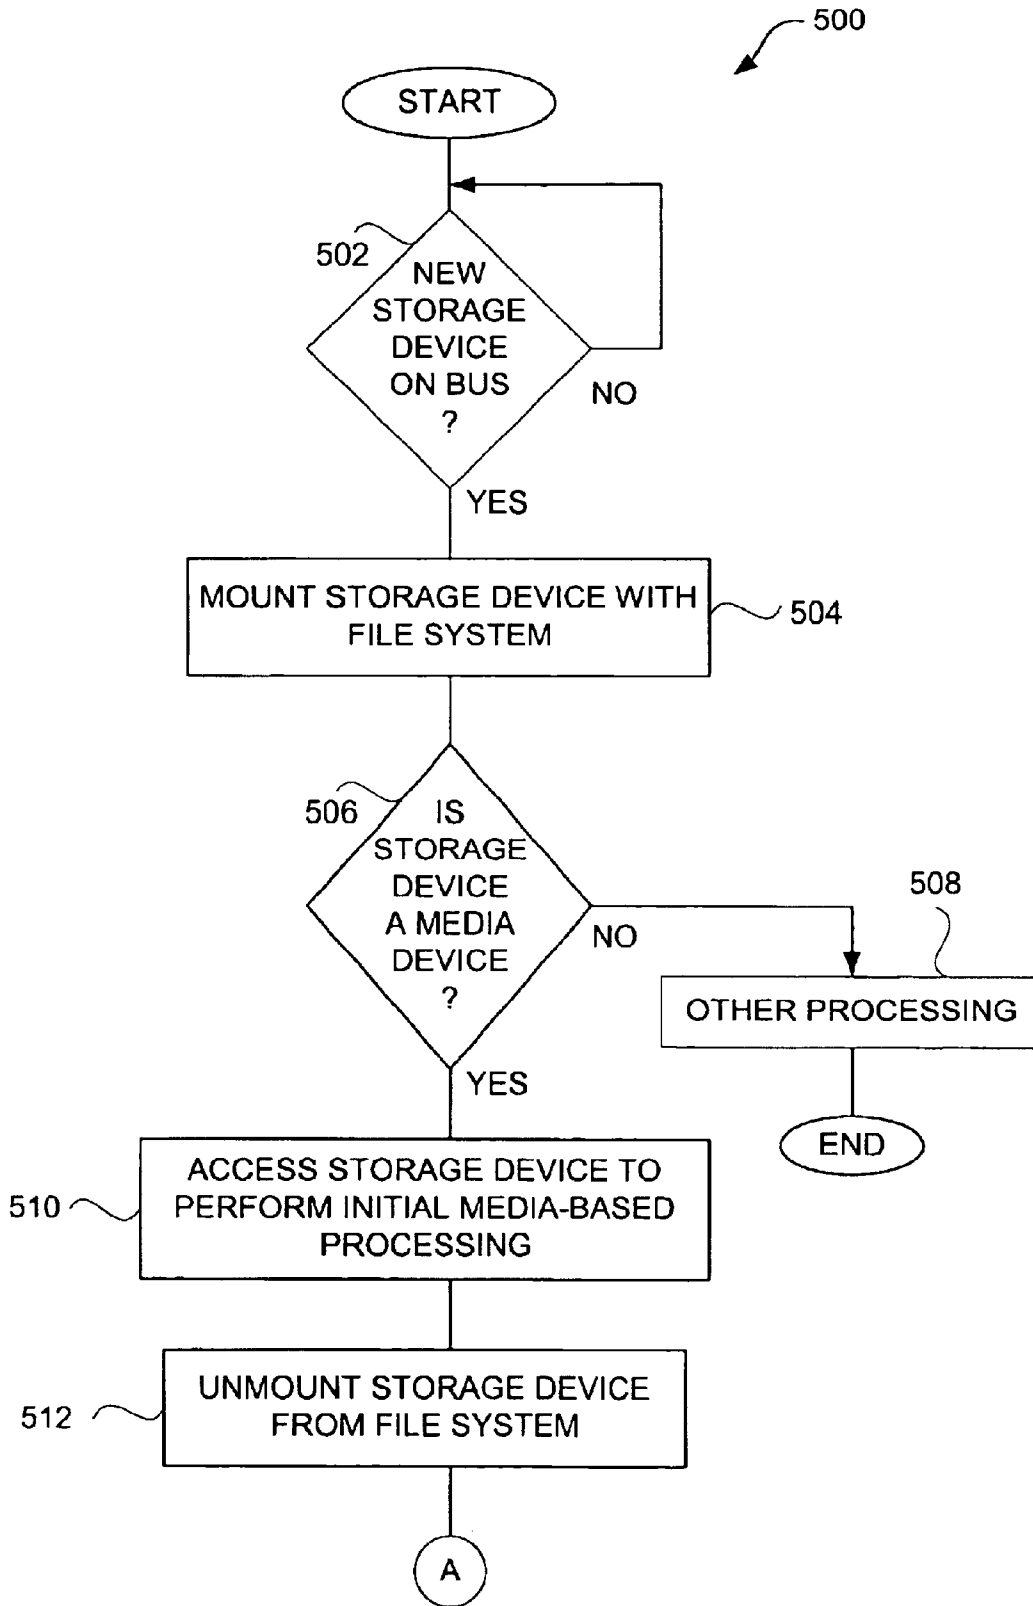 500
START
502
NEW
STORAGE
DEVICE
ON BUS
?
NO
YES
MOUNT STORAGE DEVICE WITH
FILE SYSTEM
504
506
IS
STORAGE
DEVICE
A MEDIA
DEVICE
?
NO
508
OTHER PROCESSING
YES
END
510
ACCESS STORAGE DEVICE TO
PERFORM INITIAL MEDIA-BASED
PROCESSING
512
UNMOUNT STORAGE DEVICE
FROM FILE SYSTEM
A